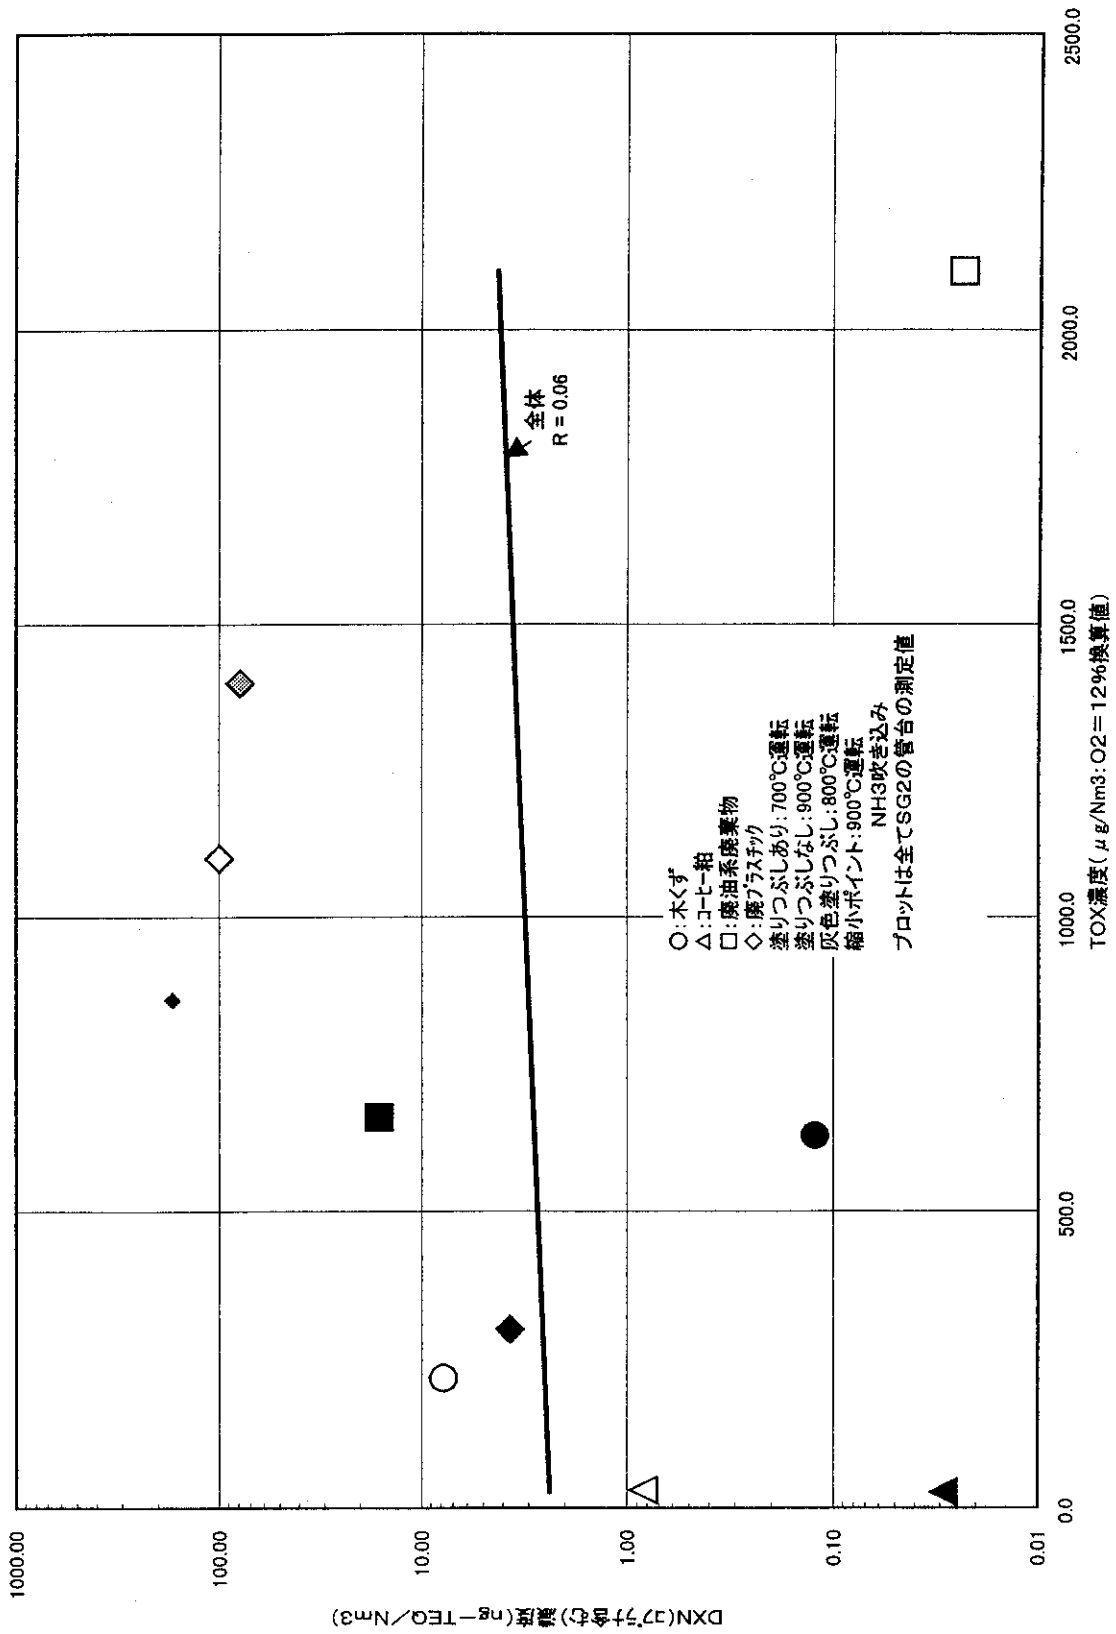 1000.00
100.00
10.00
1.00
0.10
0.01
DXN(コプラナ含む)濃度(ng－TEQ/Nm3)
0.0
500.0
1000.0
1500.0
2000.0
2500.0
TOX濃度(μg/Nm3:O2＝12%換算値)
全体
R = 0.06
○:木くず
△:コーヒー粕
□:廃油系廃棄物
◇:廃プラスチック
塗りつぶしあり:700℃運転
塗りつぶしなし:900℃運転
灰色塗りつぶし:800℃運転
縮小ポイント:900℃運転
NH3吹き込み
プロットは全てSG2の管台の測定値